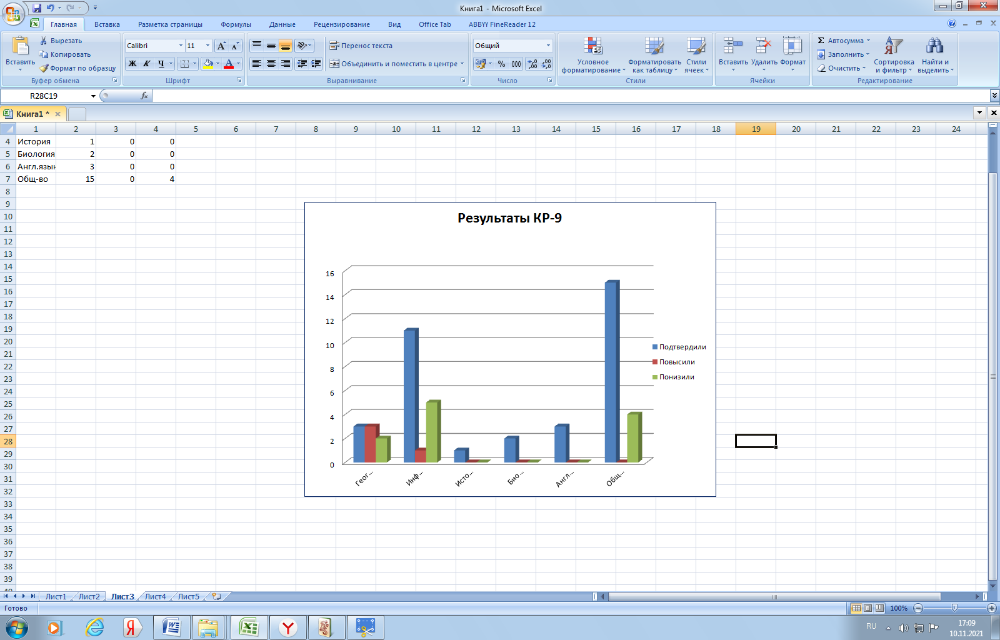 Книга1 - Microsoft Excel
Главная Вставка Разметка страницы Формулы Данные Рецензирование Вид Office Tab ABBYY FineReader 12
Вставить
Вырезать
Копировать
Формат по образцу
Буфер обмена
Calibri 11
Ж К Ч
Шрифт
Перенос текста
Объединить и поместить в центре
Выравнивание
Общий
% 000
Число
Условное форматирование
Форматировать как таблицу
Стили ячеек
Стили
Вставить Удалить Формат
Ячейки
Σ Автосумма
Заполнить
Очистить
Сортировка и фильтр
Найти и выделить
Редактирование
R28C19 fx
Книга1 *
1 2 3 4 5 6 7 8 9 10 11 12 13 14 15 16 17 18 19 20 21 22 23 24
4 История 1 0 0
5 Биология 2 0 0
6 Англ.язык 3 0 0
7 Общ-во 15 0 4
8
9
10
11
12
13
14
15
16
17
18
19
20
21
22
23
24
25
26
27
28
29
30
31
32
33
34
35
36
37
38
39
40
Результаты КР-9
16
14
12
10
8
6
4
2
0
Геог... Инф... Исто... Био... Англ... Общ...
Подтвердили
Повысили
Понизили
Лист1 Лист2 Лист3 Лист4 Лист5
Готово 100%
RU 17:09
10.11.2021